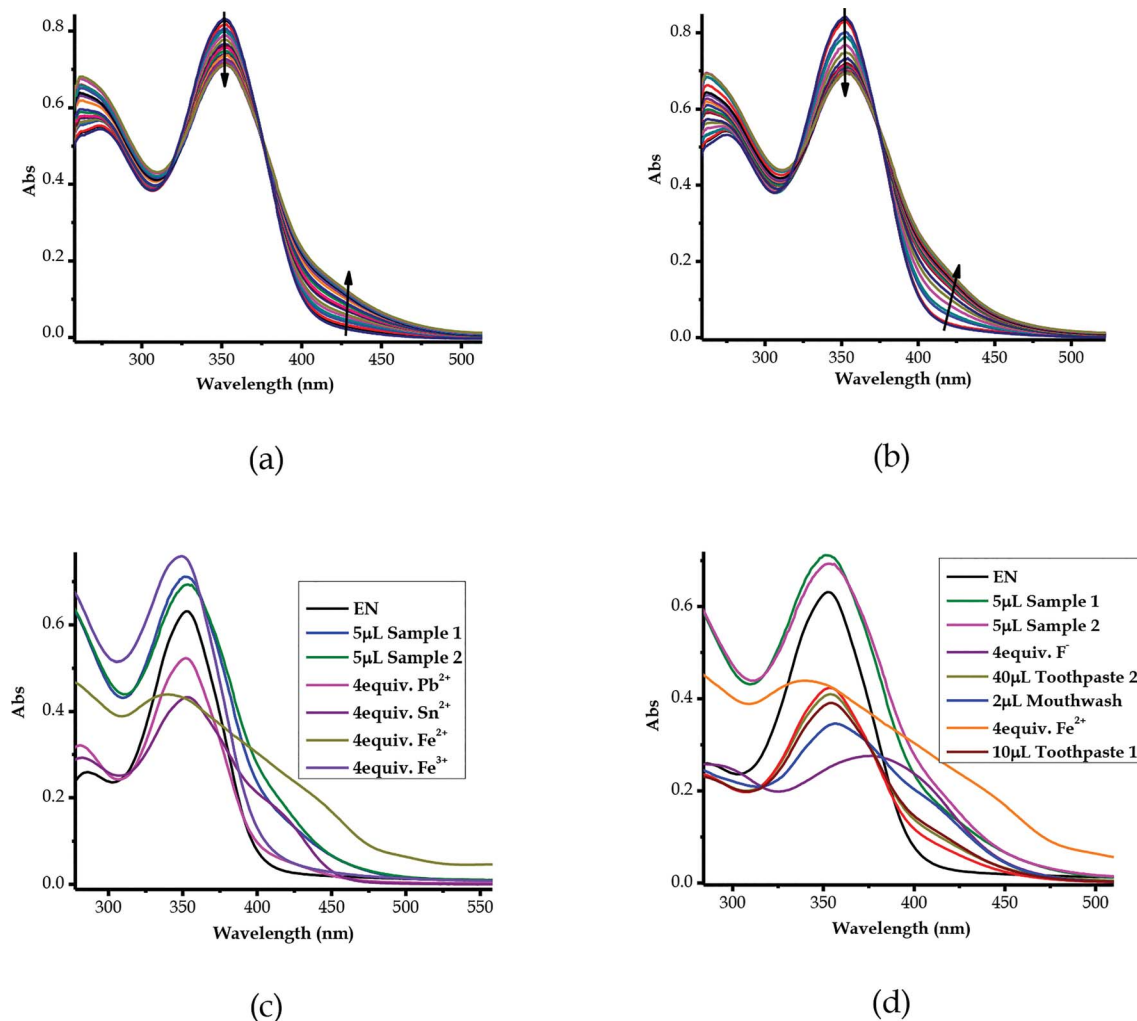 Abs
0.8
0.6
0.4
0.2
0.0
300
350
400
450
500
Wavelength (nm)
(a)
Abs
0.8
0.6
0.4
0.2
0.0
300
350
400
450
500
Wavelength (nm)
(b)
Abs
0.6
0.4
0.2
0.0
300
350
400
450
500
550
Wavelength (nm)
EN
5μL Sample 1
5μL Sample 2
4equiv. Pb²⁺
4equiv. Sn²⁺
4equiv. Fe²⁺
4equiv. Fe³⁺
(c)
Abs
0.6
0.4
0.2
0.0
300
350
400
450
500
Wavelength (nm)
EN
5μL Sample 1
5μL Sample 2
4equiv. F⁻
40μL Toothpaste 2
2μL Mouthwash
4equiv. Fe²⁺
10μL Toothpaste 1
(d)